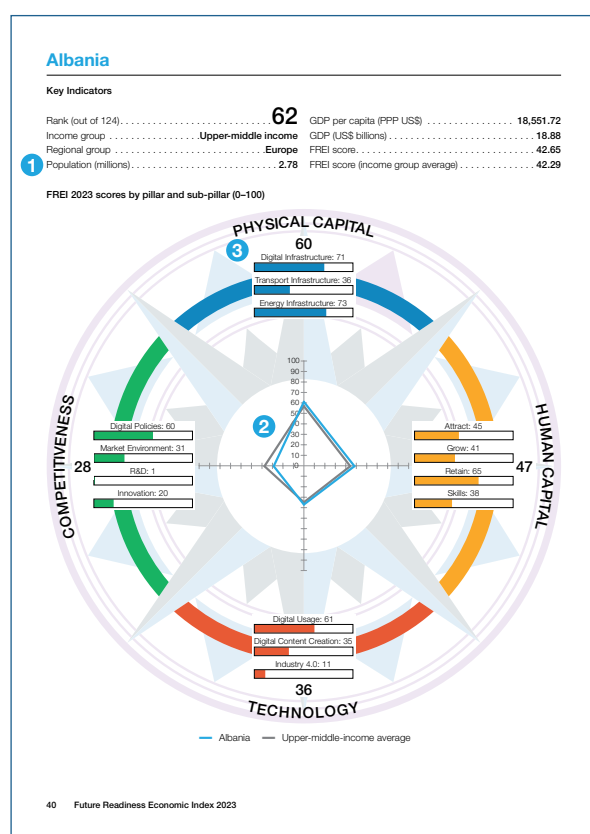 Albania
Key Indicators
Rank (out of 124) . . . . . . . . . . . . . . . . . . . . . . . . . . 62
Income group . . . . . . . . . . . . . . . . Upper-middle income
Regional group . . . . . . . . . . . . . . . . . . . . . . . . . . . Europe
Population (millions) . . . . . . . . . . . . . . . . . . . . . . . . . . 2.78
GDP per capita (PPP US$) . . . . . . . . . . . . . . . 18,551.72
GDP (US$ billions) . . . . . . . . . . . . . . . . . . . . . . . . . . 18.88
FREI score . . . . . . . . . . . . . . . . . . . . . . . . . . . . . . . 42.65
FREI score (income group average) . . . . . . . . . . . . . 42.29
1
FREI 2023 scores by pillar and sub-pillar (0–100)
PHYSICAL CAPITAL
60
3
Digital Infrastructure: 71
Transport Infrastructure: 36
Energy Infrastructure: 73
100
90
80
70
60
50
40
30
20
10
0
2
COMPETITIVENESS
28
Digital Policies: 60
Market Environment: 31
R&D: 1
Innovation: 20
HUMAN CAPITAL
47
Attract: 45
Grow: 41
Retain: 65
Skills: 38
Digital Usage: 61
Digital Content Creation: 35
Industry 4.0: 11
36
TECHNOLOGY
Albania
Upper-middle-income average
40 Future Readiness Economic Index 2023